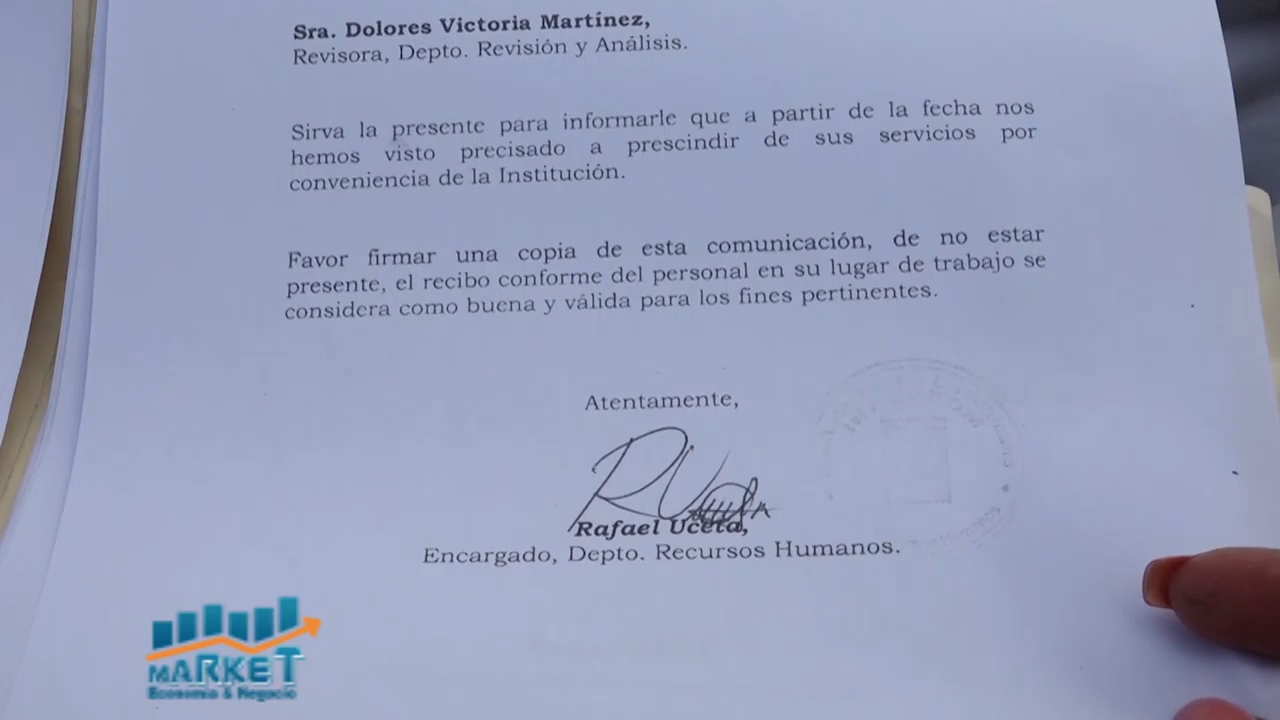 Sra. Dolores Victoria Martínez,
Revisora, Depto. Revisión y Análisis.
Sirva la presente para informarle que a partir de la fecha nos
hemos visto precisado a prescindir de sus servicios por
conveniencia de la Institución.
Favor firmar una copia de esta comunicación, de no estar
presente, el recibo conforme del personal en su lugar de trabajo se
considera como buena y válida para los fines pertinentes.
Atentamente,
Rafael Uceta,
Encargado, Depto. Recursos Humanos.
MARKET
Economia & Negocio